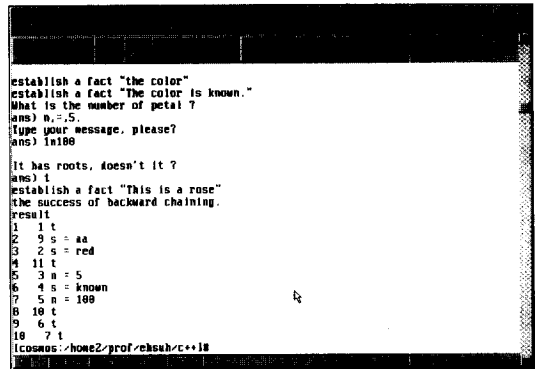 establish a fact "the color"
establish a fact "The color is known."
What is the number of petal ?
ans) n,=,5.
Type your message, please?
ans) 1n100
It has roots, doesn't it ?
ans) t
establish a fact "This is a rose"
the success of backward chaining.
result
1 1 t
2 9 s = aa
3 2 s = red
4 11 t
5 3 n = 5
6 4 s = known
7 5 n = 100
8 10 t
9 6 t
10 7 t
[cosmos:/home2/prof/ehsuh/c++]#